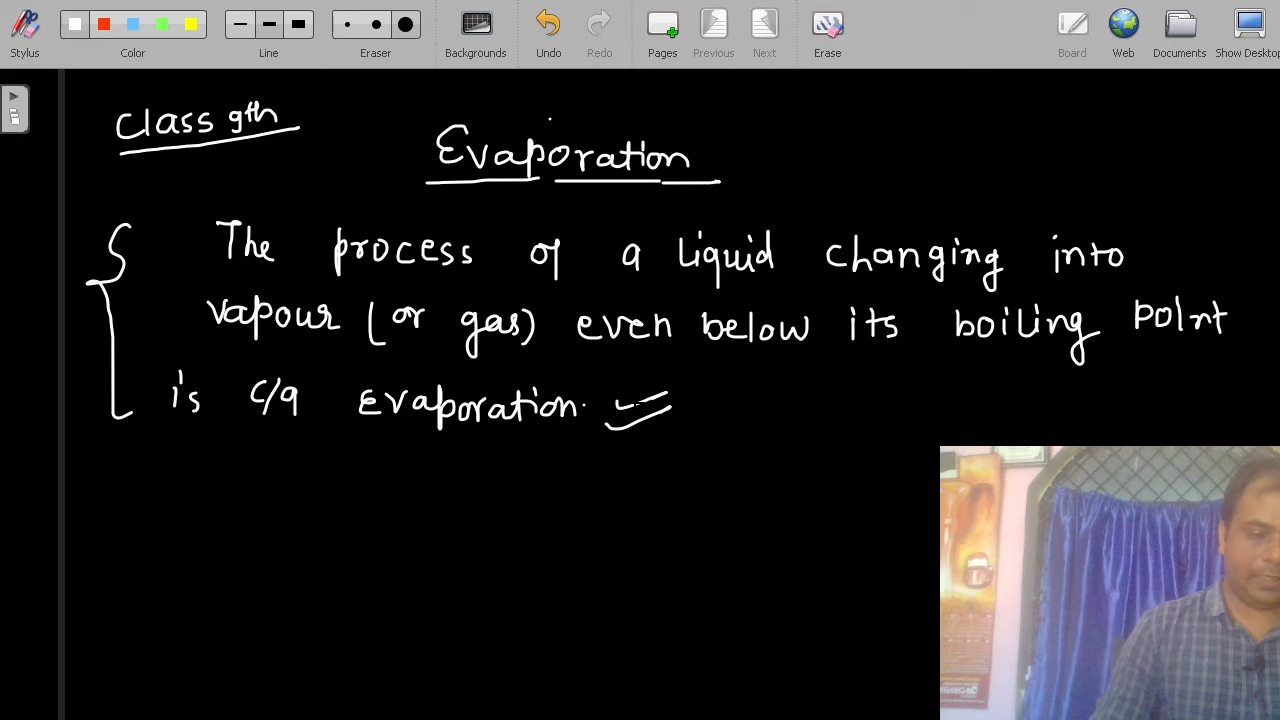 Stylus
Color
Line
Eraser
Backgrounds
Undo
Redo
Pages
Previous
Next
Erase
Board
Web
Documents
Show Desktop
Class 9th
Evaporation
The process of a liquid changing into
vapour (or gas) even below its boiling point
is c/a Evaporation.